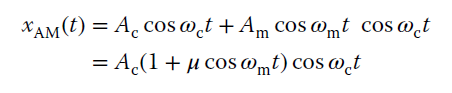 x_AM(t) = A_c cos ω_c t + A_m cos ω_m t cos ω_c t
= A_c(1 + μ cos ω_m t) cos ω_c t